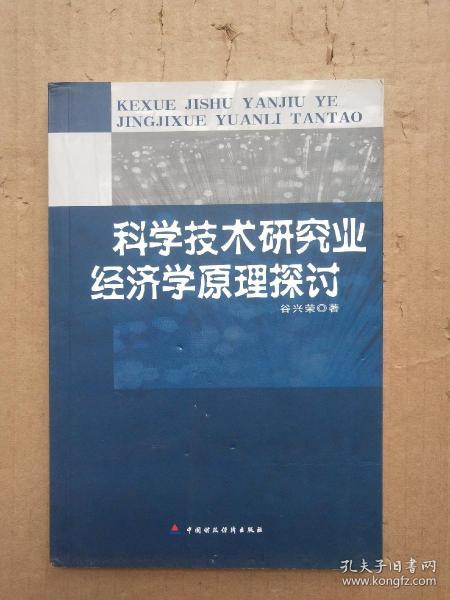 KEXUE JISHU YANJIU YE
JINGJIXUE YUANLI TANTAO
科学技术研究业
经济学原理探讨
谷兴荣◎著
中国财政经济出版社
孔夫子旧书网
www.kongfz.com